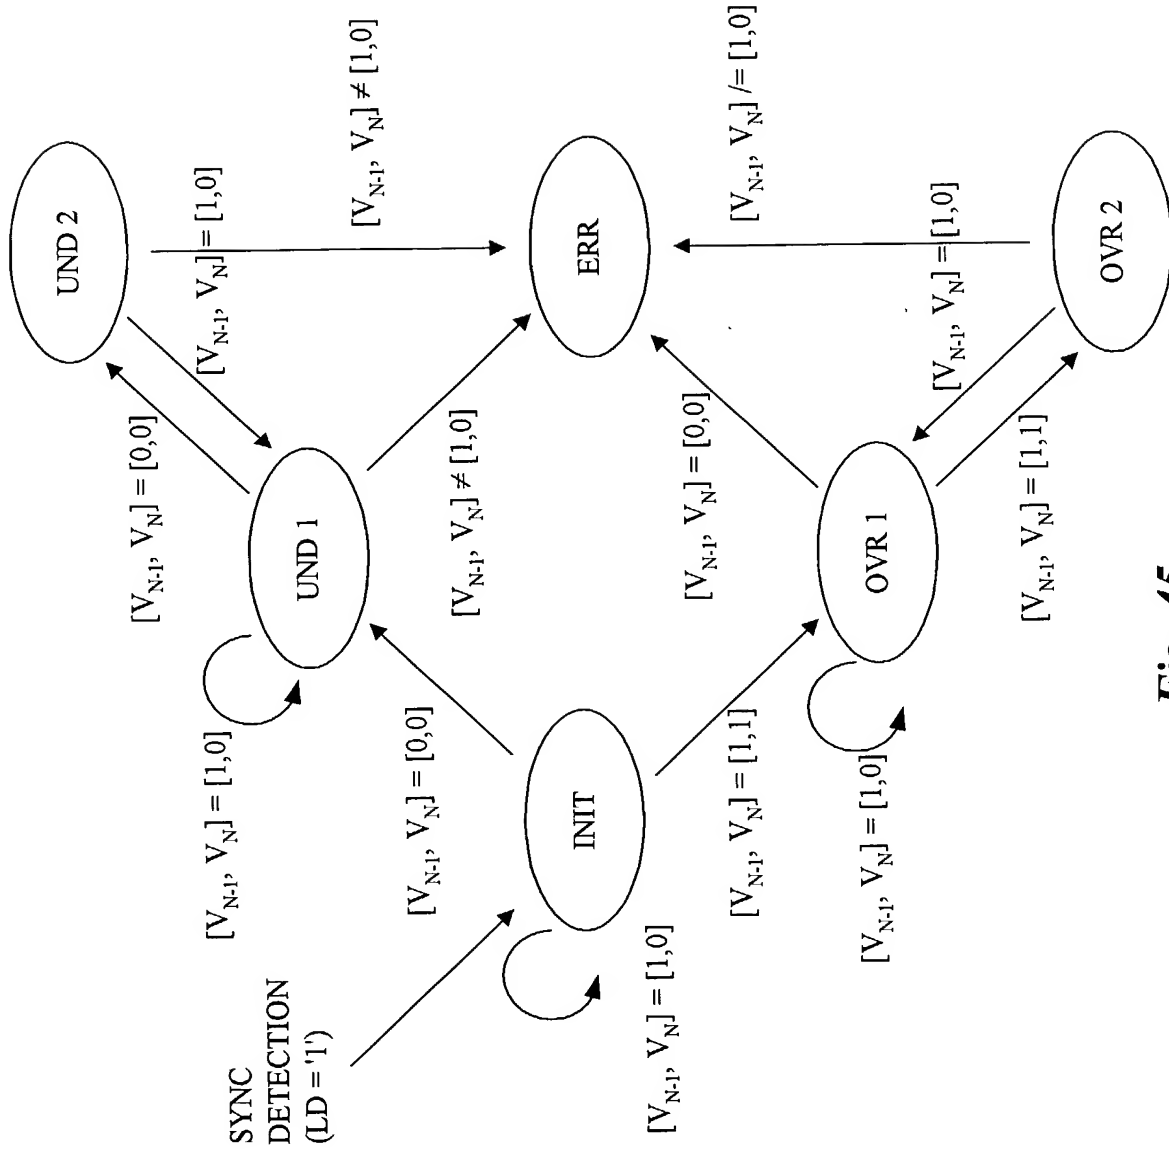 SYNC
DETECTION
(LD = '1')
[V_{N-1}, V_N] = [1,0]
INIT
[V_{N-1}, V_N] = [0,0]
[V_{N-1}, V_N] = [1,1]
[V_{N-1}, V_N] = [1,0]
UND 1
[V_{N-1}, V_N] = [0,0]
[V_{N-1}, V_N] = [1,0]
UND 2
[V_{N-1}, V_N] ≠ [1,0]
[V_{N-1}, V_N] ≠ [1,0]
ERR
[V_{N-1}, V_N] = [0,0]
[V_{N-1}, V_N] /= [1,0]
[V_{N-1}, V_N] = [1,0]
OVR 1
[V_{N-1}, V_N] = [1,0]
[V_{N-1}, V_N] = [1,1]
OVR 2
Fig. 45